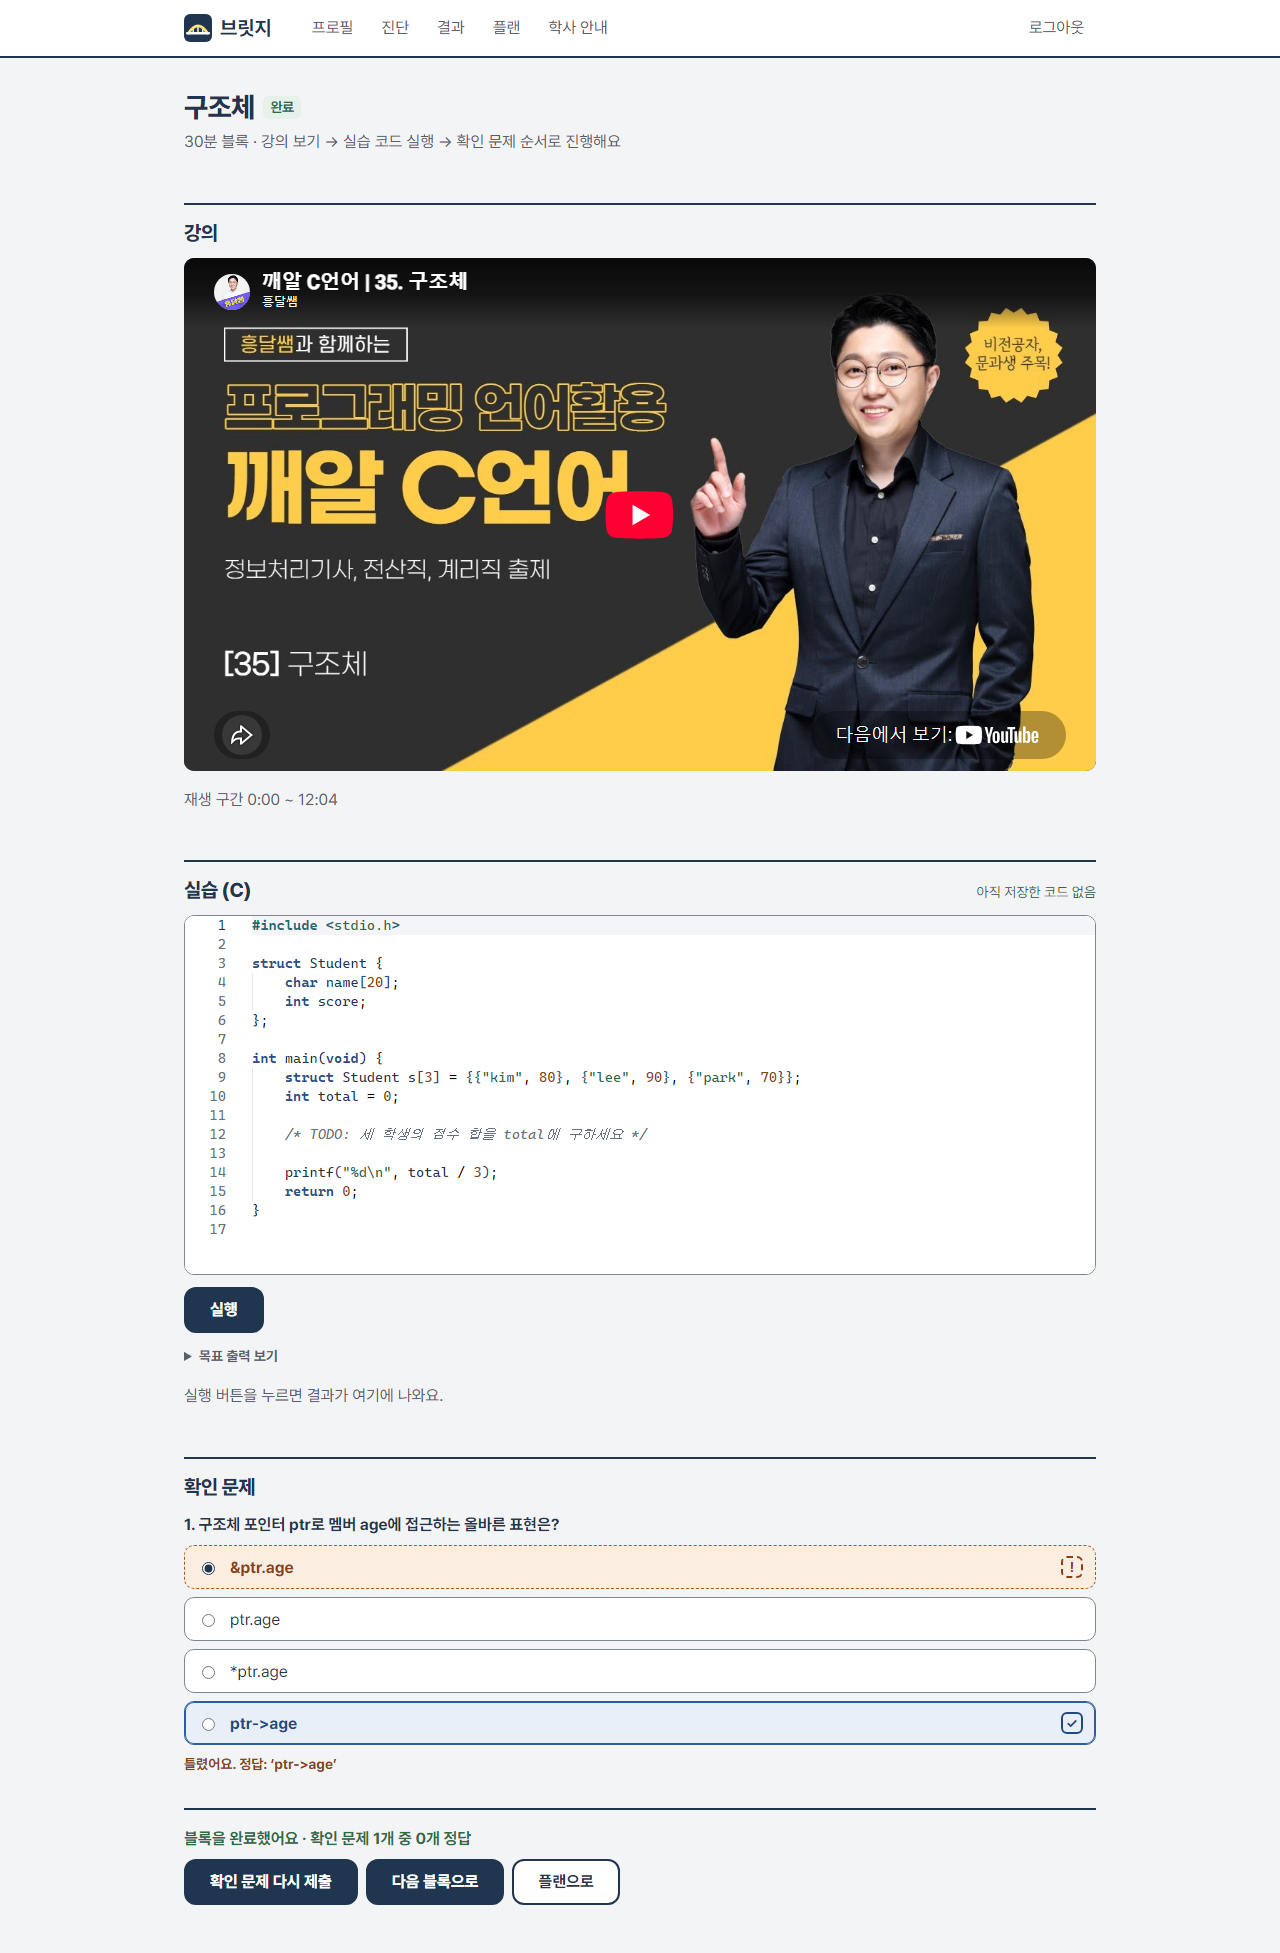 브릿지
프로필
진단
결과
플랜
학사 안내
로그아웃
구조체 완료
30분 블록 · 강의 보기 → 실습 코드 실행 → 확인 문제 순서로 진행해요
강의
깨알 C언어 | 35. 구조체
흥달쌤
흥달쌤과 함께하는
비전공자,
문과생 주목!
프로그래밍 언어활용
깨알 C언어
정보처리기사, 전산직, 계리직 출제
[35] 구조체
다음에서 보기: YouTube
재생 구간 0:00 ~ 12:04
실습 (C)
아직 저장한 코드 없음
1 #include <stdio.h>
2
3 struct Student {
4     char name[20];
5     int score;
6 };
7
8 int main(void) {
9     struct Student s[3] = {{"kim", 80}, {"lee", 90}, {"park", 70}};
10     int total = 0;
11
12     /* TODO: 세 학생의 점수 합을 total에 구하세요 */
13
14     printf("%d\n", total / 3);
15     return 0;
16 }
17
실행
▶ 목표 출력 보기
실행 버튼을 누르면 결과가 여기에 나와요.
확인 문제
1. 구조체 포인터 ptr로 멤버 age에 접근하는 올바른 표현은?
&ptr.age !
ptr.age
*ptr.age
ptr->age
틀렸어요. 정답: ‘ptr->age’
블록을 완료했어요 · 확인 문제 1개 중 0개 정답
확인 문제 다시 제출
다음 블록으로
플랜으로